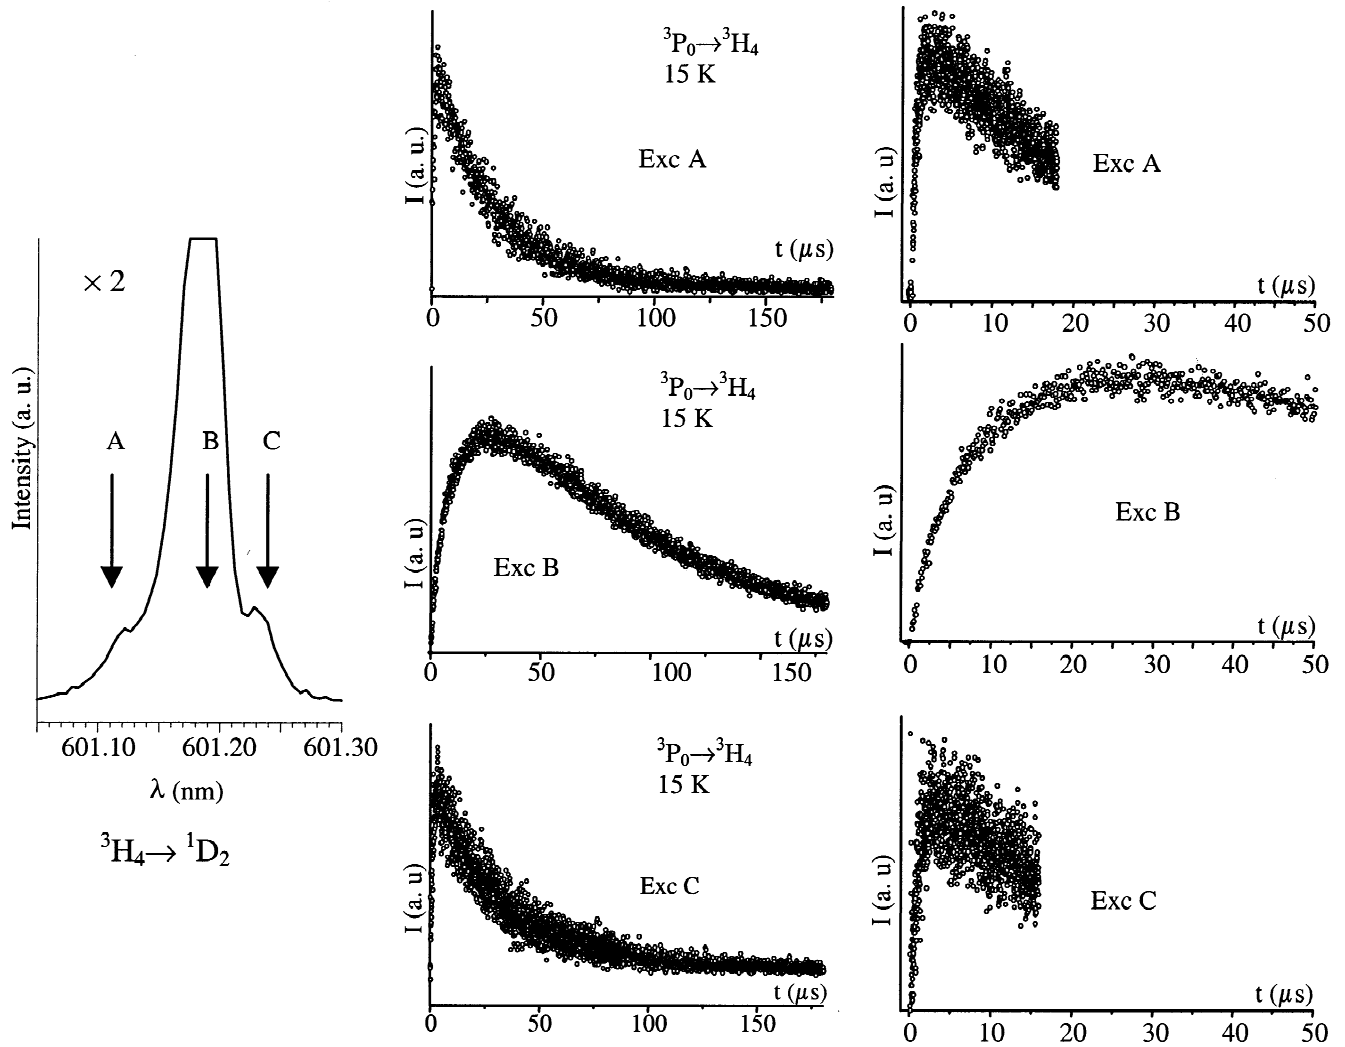 × 2
Intensity (a. u.)
A
B
C
601.10
601.20
601.30
λ (nm)
³H₄→ ¹D₂
³P₀→³H₄
15 K
Exc A
I (a. u.)
t (μs)
0
50
100
150
Exc A
I (a. u)
t (μs)
0
10
20
30
40
50
³P₀→³H₄
15 K
Exc B
I (a. u)
t (μs)
0
50
100
150
Exc B
I (a. u)
t (μs)
0
10
20
30
40
50
³P₀→³H₄
15 K
Exc C
I (a. u)
t (μs)
0
50
100
150
Exc C
I (a. u)
t (μs)
0
10
20
30
40
50